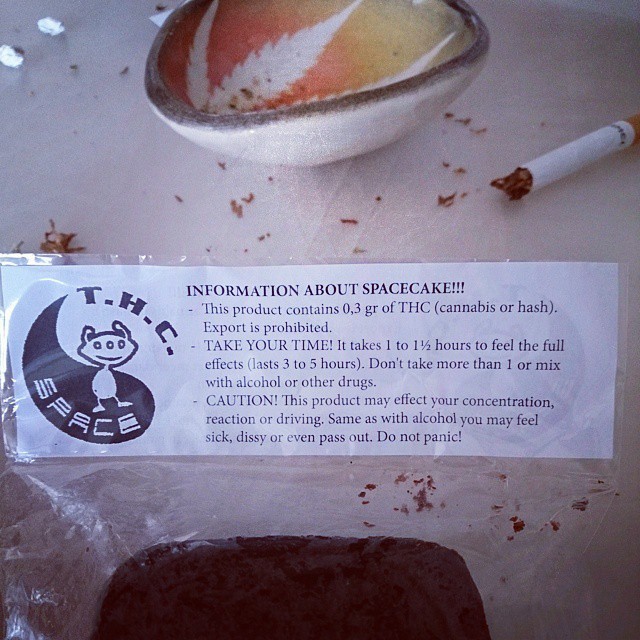 T.H.C.
SPACE
INFORMATION ABOUT SPACECAKE!!!
- This product contains 0,3 gr of THC (cannabis or hash).
Export is prohibited.
- TAKE YOUR TIME! It takes 1 to 1½ hours to feel the full
effects (lasts 3 to 5 hours). Don't take more than 1 or mix
with alcohol or other drugs.
- CAUTION! This product may effect your concentration,
reaction or driving. Same as with alcohol you may feel
sick, dissy or even pass out. Do not panic!